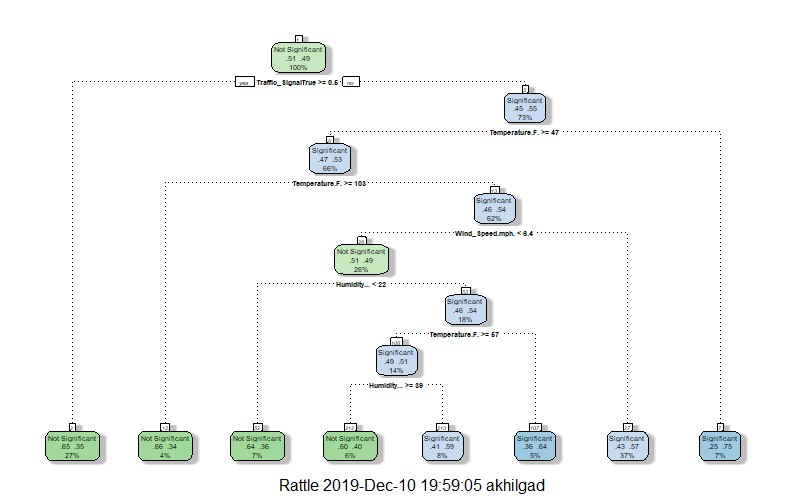 1
Not Significant
.51 .49
100%
yes Traffic_SignalTrue >= 0.5 no
3
Significant
.45 .55
73%
Temperature.F. >= 47
6
Significant
.47 .53
66%
Temperature.F. >= 103
13
Significant
.46 .54
62%
Wind_Speed.mph. < 6.4
26
Not Significant
.51 .49
26%
Humidity... < 22
53
Significant
.46 .54
18%
Temperature.F. >= 57
106
Significant
.49 .51
14%
Humidity... >= 39
2
Not Significant
.65 .35
27%
12
Not Significant
.66 .34
4%
52
Not Significant
.64 .36
7%
212
Not Significant
.60 .40
6%
213
Significant
.41 .59
8%
107
Significant
.36 .64
5%
27
Significant
.43 .57
37%
7
Significant
.25 .75
7%
Rattle 2019-Dec-10 19:59:05 akhilgad